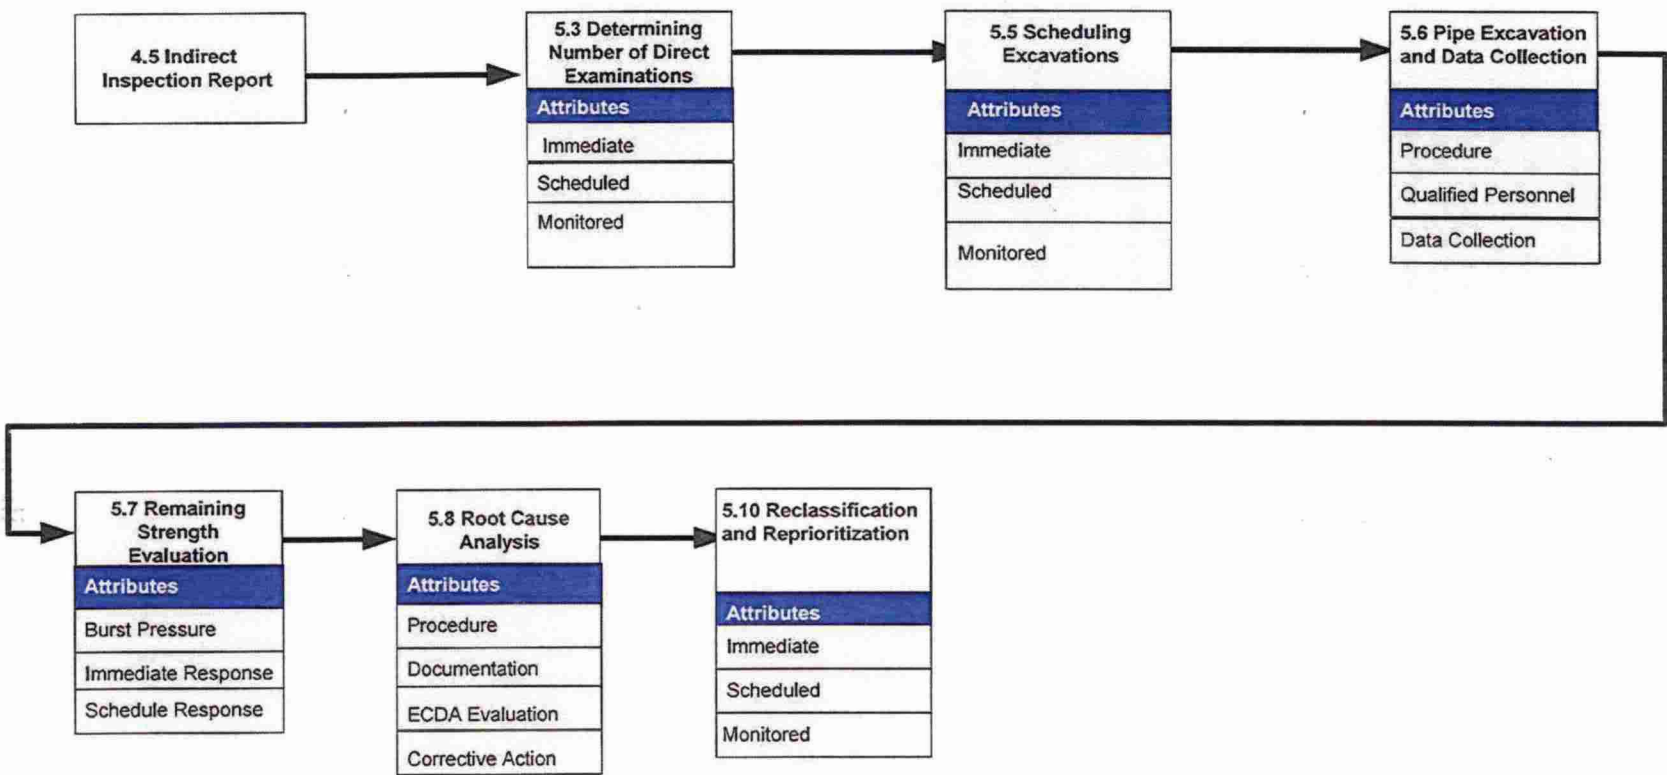 4.5 Indirect
Inspection Report
5.3 Determining
Number of Direct
Examinations
Attributes
Immediate
Scheduled
Monitored
5.5 Scheduling
Excavations
Attributes
Immediate
Scheduled
Monitored
5.6 Pipe Excavation
and Data Collection
Attributes
Procedure
Qualified Personnel
Data Collection
5.7 Remaining
Strength
Evaluation
Attributes
Burst Pressure
Immediate Response
Schedule Response
5.8 Root Cause
Analysis
Attributes
Procedure
Documentation
ECDA Evaluation
Corrective Action
5.10 Reclassification
and Reprioritization
Attributes
Immediate
Scheduled
Monitored